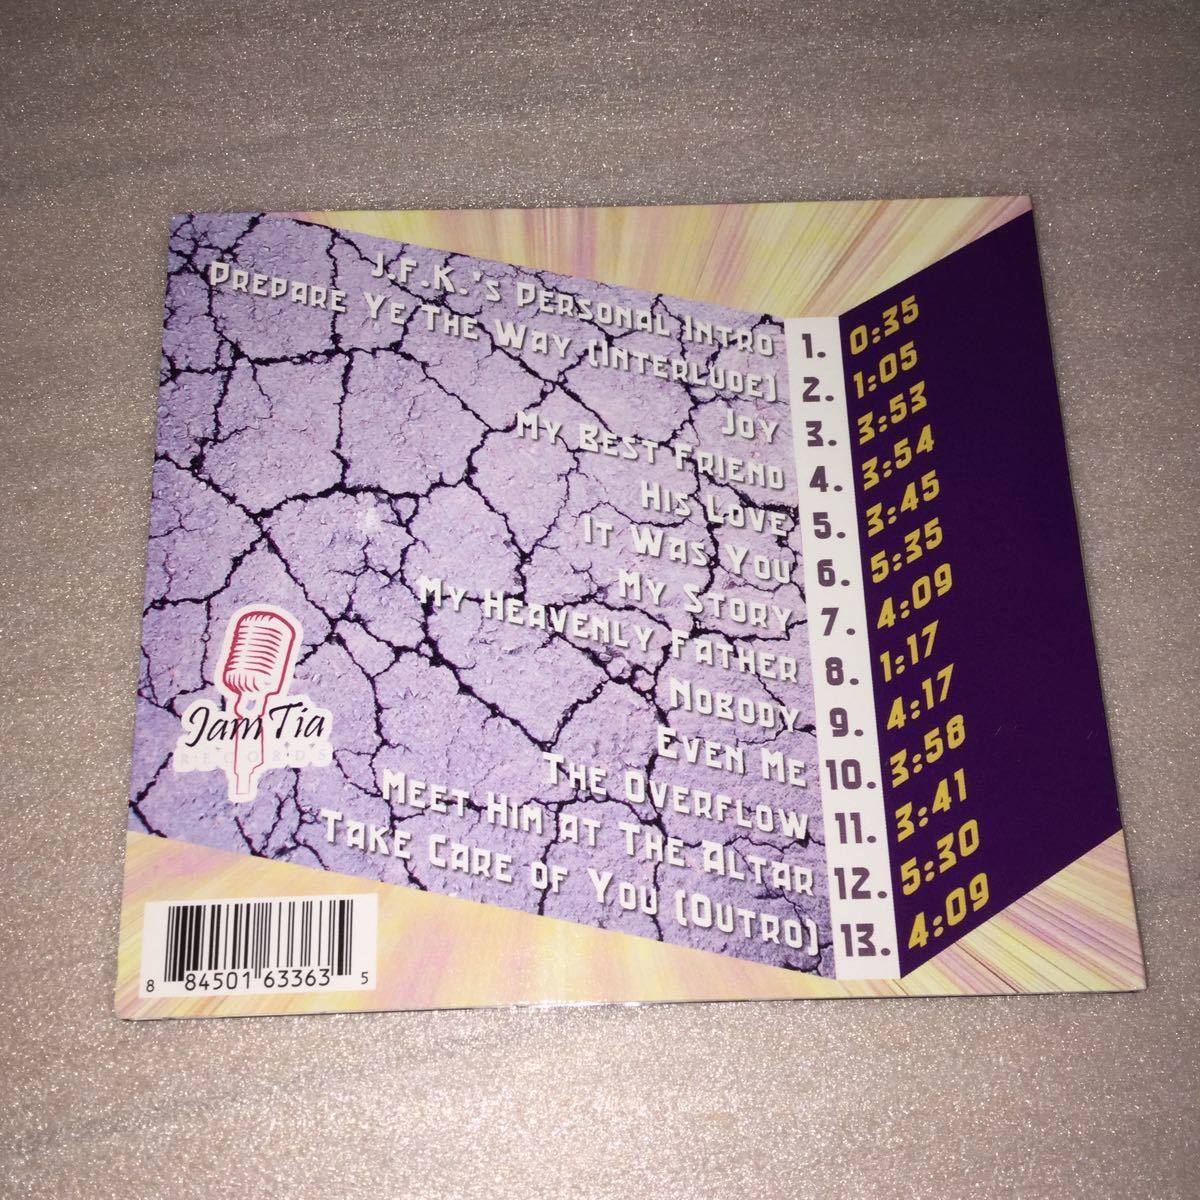 J.F.K.'s Personal Intro 1. 0:35
Prepare Ye The Way (Interlude) 2. 1:05
Joy 3. 3:53
My Best Friend 4. 3:54
His Love 5. 3:45
It Was You 6. 5:35
My Story 7. 4:09
My Heavenly Father 8. 1:17
Nobody 9. 4:17
Even Me 10. 3:58
The Overflow 11. 3:41
Meet Him at The Altar 12. 5:30
Take Care of You (Outro) 13. 4:09
JamTia
RECORDS
8 84501 63363 5